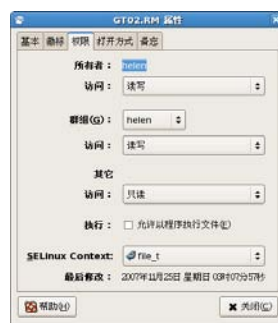 GT02.RM 属性
基本 徽标 权限 打开方式 备忘
所有者： helen
访问： 读写
群组(G)： helen
访问： 读写
其它
访问： 只读
执行： 允许以程序执行文件(E)
SELinux Context: file_t
最后修改： 2007年11月25日 星期日 03时07分57秒
帮助(H) 关闭(C)